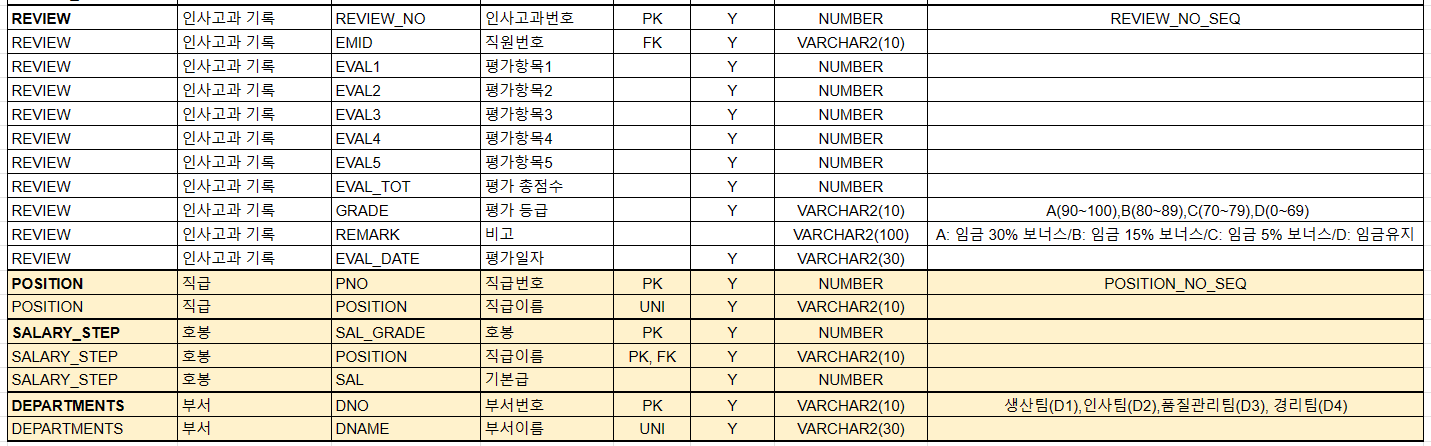 REVIEW 인사고과 기록 REVIEW_NO 인사고과번호 PK Y NUMBER REVIEW_NO_SEQ
REVIEW 인사고과 기록 EMID 직원번호 FK Y VARCHAR2(10)
REVIEW 인사고과 기록 EVAL1 평가항목1 Y NUMBER
REVIEW 인사고과 기록 EVAL2 평가항목2 Y NUMBER
REVIEW 인사고과 기록 EVAL3 평가항목3 Y NUMBER
REVIEW 인사고과 기록 EVAL4 평가항목4 Y NUMBER
REVIEW 인사고과 기록 EVAL5 평가항목5 Y NUMBER
REVIEW 인사고과 기록 EVAL_TOT 평가 총점수 Y NUMBER
REVIEW 인사고과 기록 GRADE 평가 등급 Y VARCHAR2(10) A(90~100),B(80~89),C(70~79),D(0~69)
REVIEW 인사고과 기록 REMARK 비고 VARCHAR2(100) A: 임금 30% 보너스/B: 임금 15% 보너스/C: 임금 5% 보너스/D: 임금유지
REVIEW 인사고과 기록 EVAL_DATE 평가일자 Y VARCHAR2(30)
POSITION 직급 PNO 직급번호 PK Y NUMBER POSITION_NO_SEQ
POSITION 직급 POSITION 직급이름 UNI Y VARCHAR2(10)
SALARY_STEP 호봉 SAL_GRADE 호봉 PK Y NUMBER
SALARY_STEP 호봉 POSITION 직급이름 PK, FK Y VARCHAR2(10)
SALARY_STEP 호봉 SAL 기본급 Y NUMBER
DEPARTMENTS 부서 DNO 부서번호 PK Y VARCHAR2(10) 생산팀(D1),인사팀(D2),품질관리팀(D3), 경리팀(D4)
DEPARTMENTS 부서 DNAME 부서이름 UNI Y VARCHAR2(30)